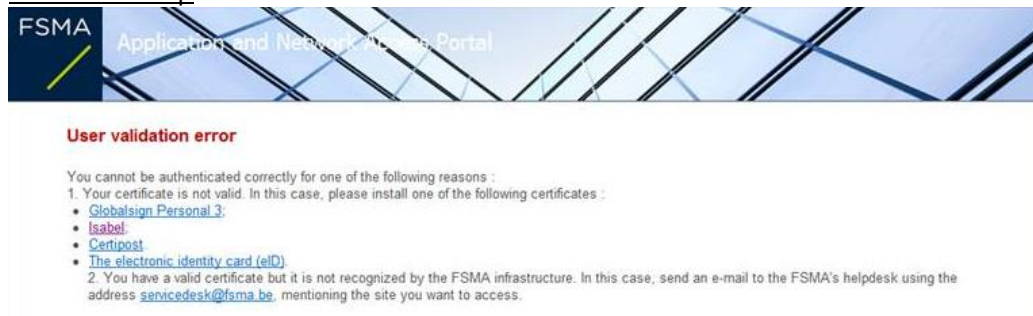 FSMA
Application and Network Access Portal
User validation error
You cannot be authenticated correctly for one of the following reasons :
1. Your certificate is not valid. In this case, please install one of the following certificates :
• Globalsign Personal 3;
• Isabel;
• Certipost.
• The electronic identity card (eID).
2. You have a valid certificate but it is not recognized by the FSMA infrastructure. In this case, send an e-mail to the FSMA's helpdesk using the
address servicedesk@fsma.be, mentioning the site you want to access.